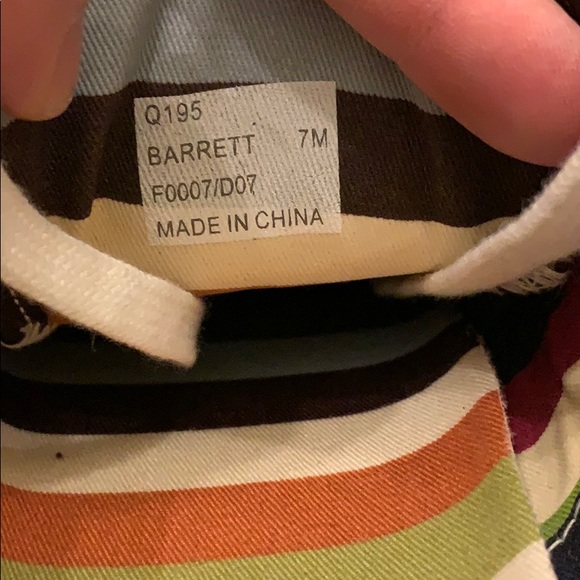 Q195
BARRETT 7M
F0007/D07
MADE IN CHINA